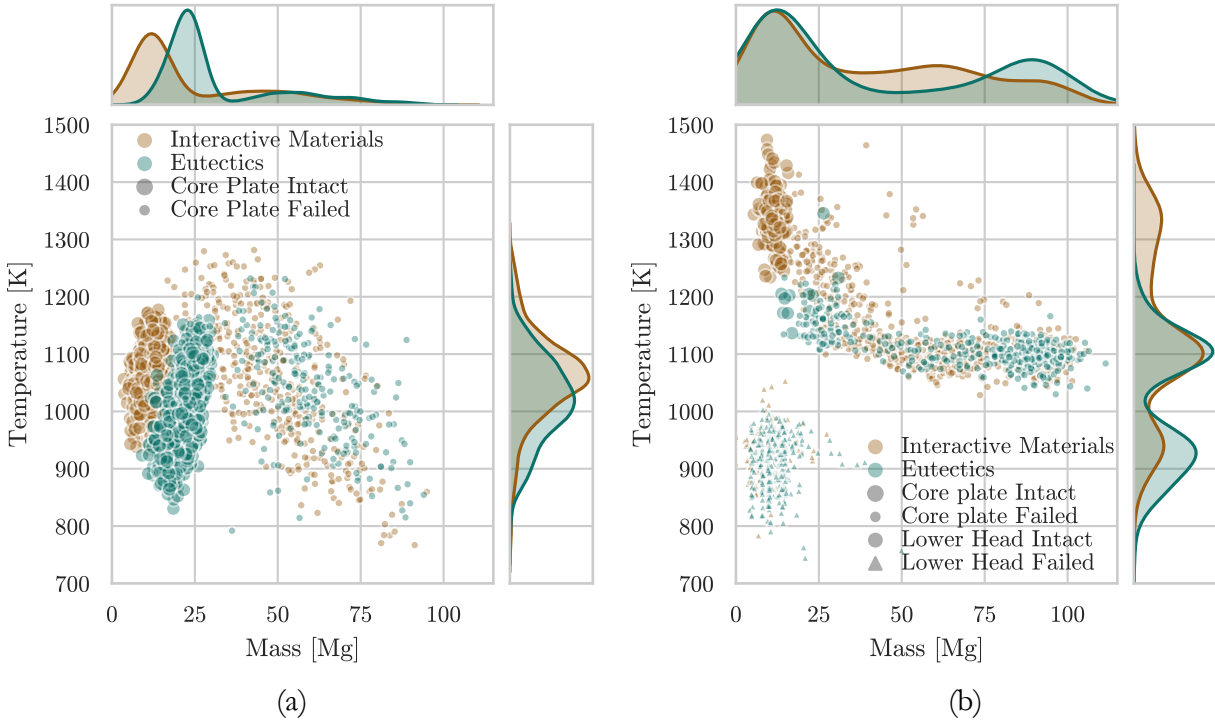 1500
1400
1300
1200
1100
1000
900
800
700
Temperature [K]
Interactive Materials
Eutectics
Core Plate Intact
Core Plate Failed
0 25 50 75 100
Mass [Mg]
(a)
1500
1400
1300
1200
1100
1000
900
800
700
Temperature [K]
Interactive Materials
Eutectics
Core plate Intact
Core plate Failed
Lower Head Intact
Lower Head Failed
0 25 50 75 100
Mass [Mg]
(b)